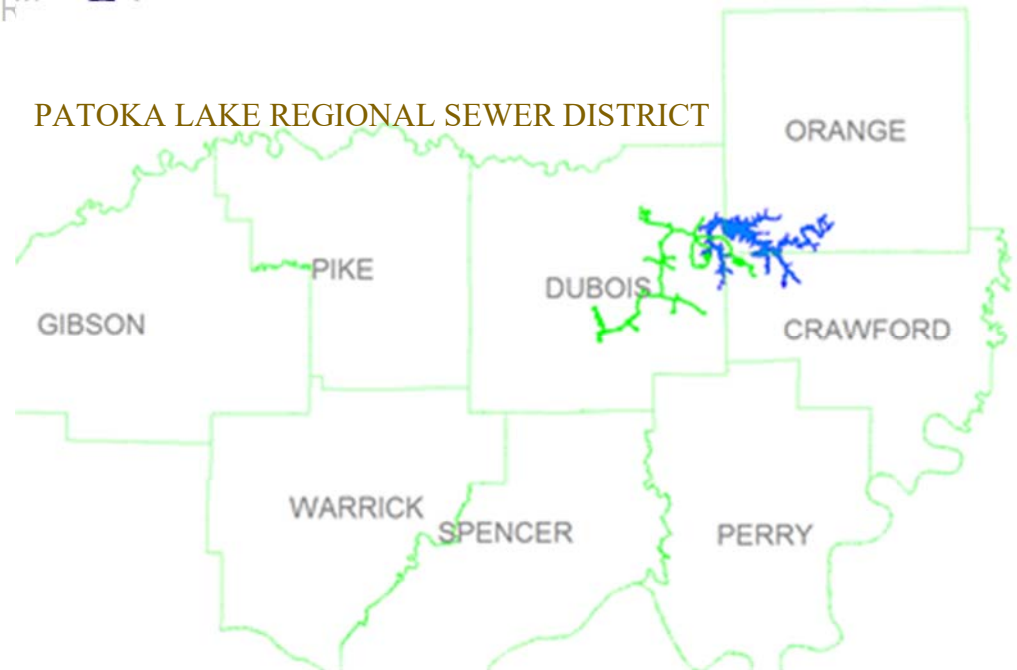 PATOKA LAKE REGIONAL SEWER DISTRICT
ORANGE
PIKE
DUBOIS
GIBSON
CRAWFORD
WARRICK
SPENCER
PERRY